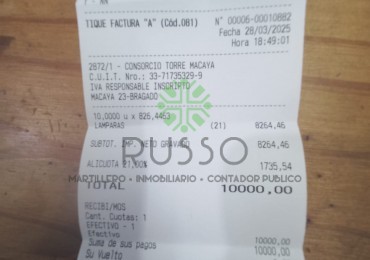 TIQUE FACTURA "A" (Cód.081)
N° 00006-00010882
Fecha 28/03/2025
Hora 18:49:01
2872/1 - CONSORCIO TORRE MACAYA
C.U.I.T. Nro.: 33-71735329-9
IVA RESPONSABLE INSCRIPTO
MACAYA 23-BRAGADO
10,0000 u x 826,4463
LAMPARAS (21) 8264,46
SUBTOT. IMP. NETO GRAVADO 8264,46
RUSSO
ALICUOTA 21,00% 1735,54
MARTILLERO • INMOBILIARIO • CONTADOR PUBLICO
TOTAL 10000,00
RECIBI/MOS
Cant. Cuotas: 1
EFECTIVO - 1
Efectivo 10000,00
Suma de sus pagos 10000,00
Su Vuelto